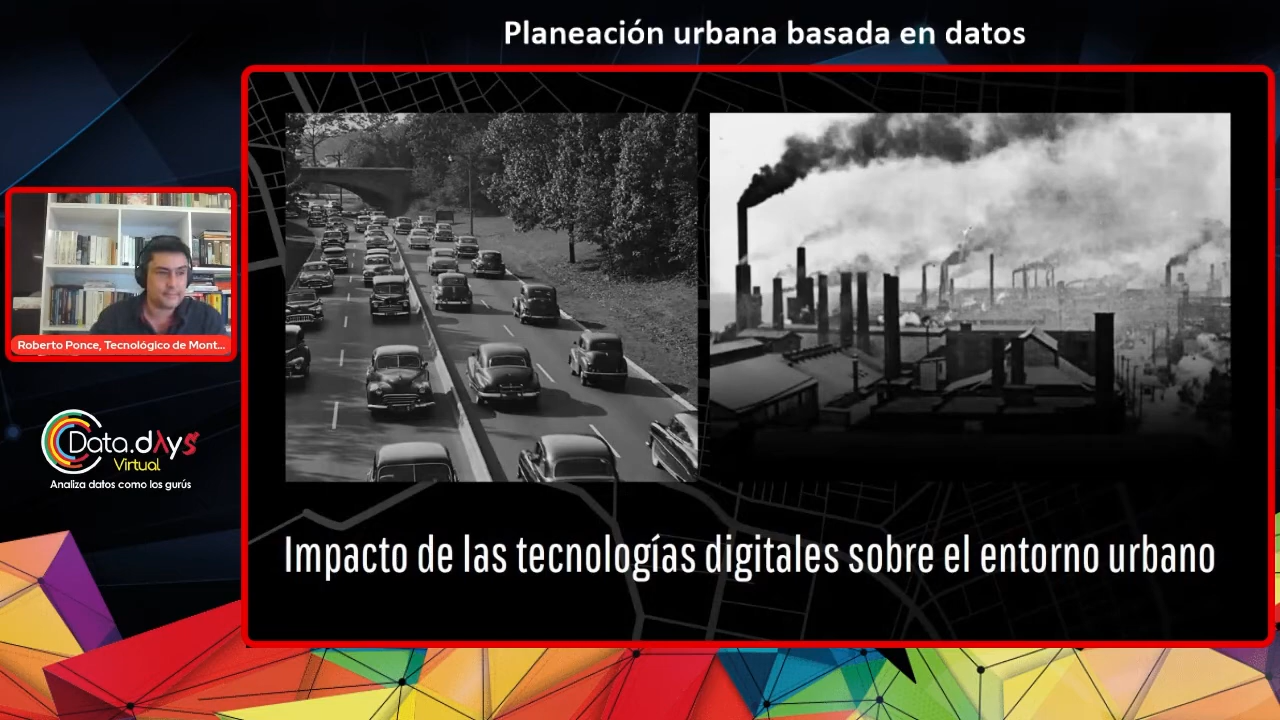 Planeación urbana basada en datos
Roberto Ponce, Tecnológico de Mont...
Data.dAys
Virtual
Analiza datos como los gurús
Impacto de las tecnologías digitales sobre el entorno urbano